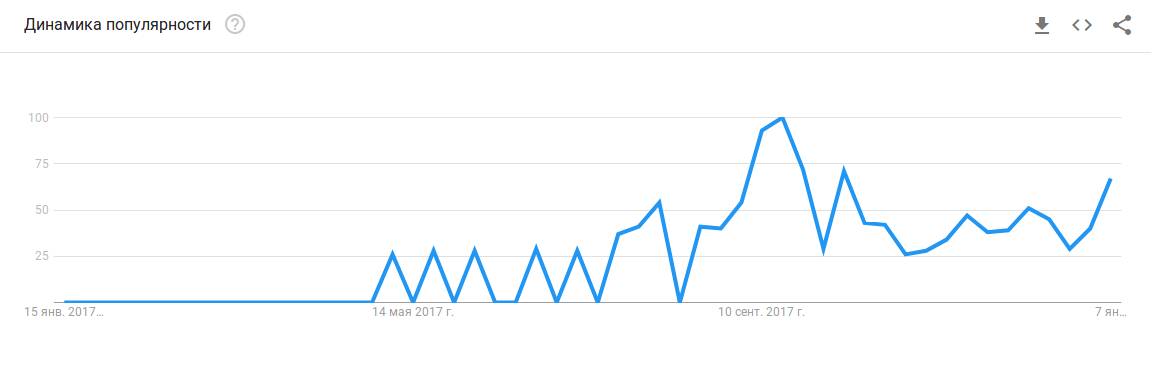 Динамика популярности ?
100
75
50
25
15 янв. 2017…
14 мая 2017 г.
10 сент. 2017 г.
7 ян…